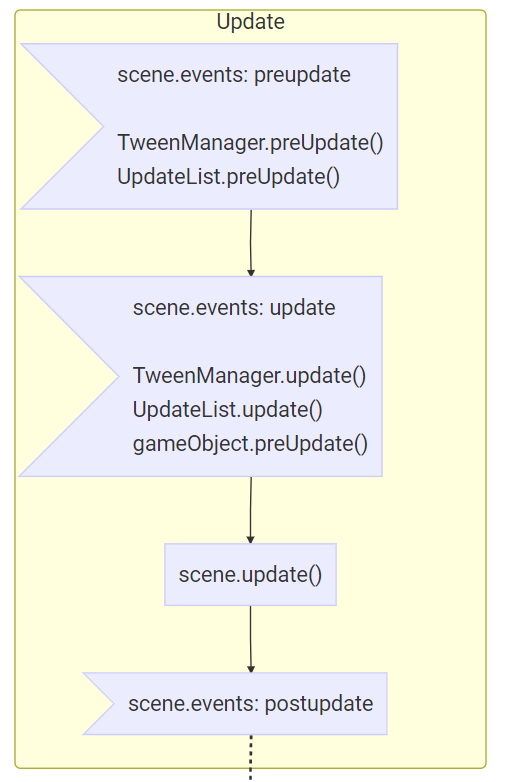 Update
scene.events: preupdate
TweenManager.preUpdate()
UpdateList.preUpdate()
scene.events: update
TweenManager.update()
UpdateList.update()
gameObject.preUpdate()
scene.update()
scene.events: postupdate